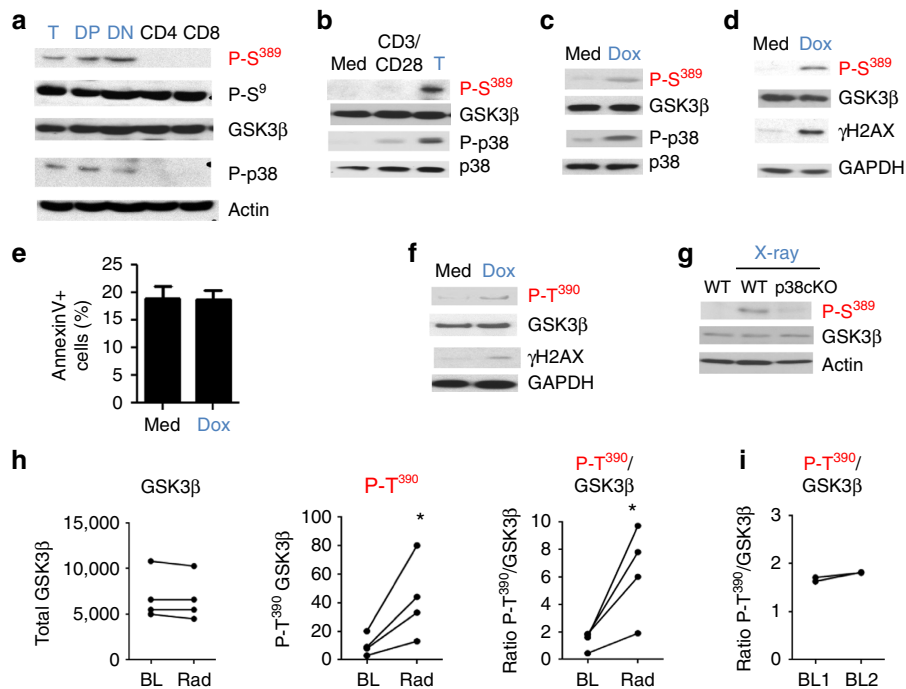 a
T DP DN CD4 CD8
P-S389
P-S9
GSK3β
P-p38
Actin
b
CD3/
Med CD28 T
P-S389
GSK3β
P-p38
p38
c
Med Dox
P-S389
GSK3β
P-p38
p38
d
Med Dox
P-S389
GSK3β
γH2AX
GAPDH
e
AnnexinV+
cells (%)
25
20
15
10
5
0
Med Dox
f
Med Dox
P-T390
GSK3β
γH2AX
GAPDH
g
X-ray
WT WT p38cKO
P-S389
GSK3β
Actin
h
GSK3β
Total GSK3β
15,000
10,000
5,000
0
BL Rad
P-T390
P-T390 GSK3β
100
80
60
40
20
0
*
BL Rad
P-T390/
GSK3β
Ratio P-T390/GSK3β
10
8
6
4
2
0
*
BL Rad
i
P-T390/
GSK3β
Ratio P-T390/GSK3β
3
2
1
0
BL1 BL2